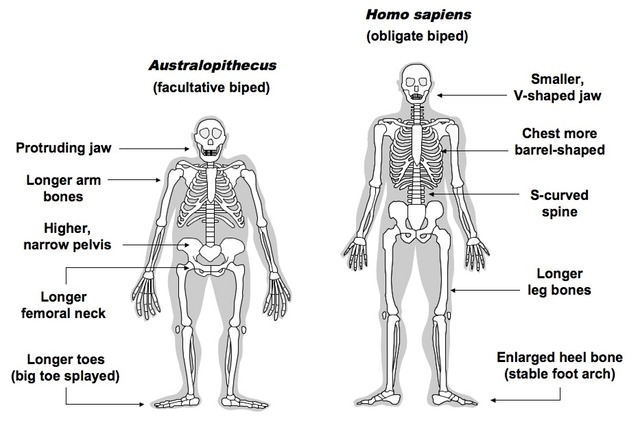 Australopithecus
(facultative biped)
Protruding jaw
Longer arm
bones
Higher,
narrow pelvis
Longer
femoral neck
Longer toes
(big toe splayed)
Homo sapiens
(obligate biped)
Smaller,
V-shaped jaw
Chest more
barrel-shaped
S-curved
spine
Longer
leg bones
Enlarged heel bone
(stable foot arch)